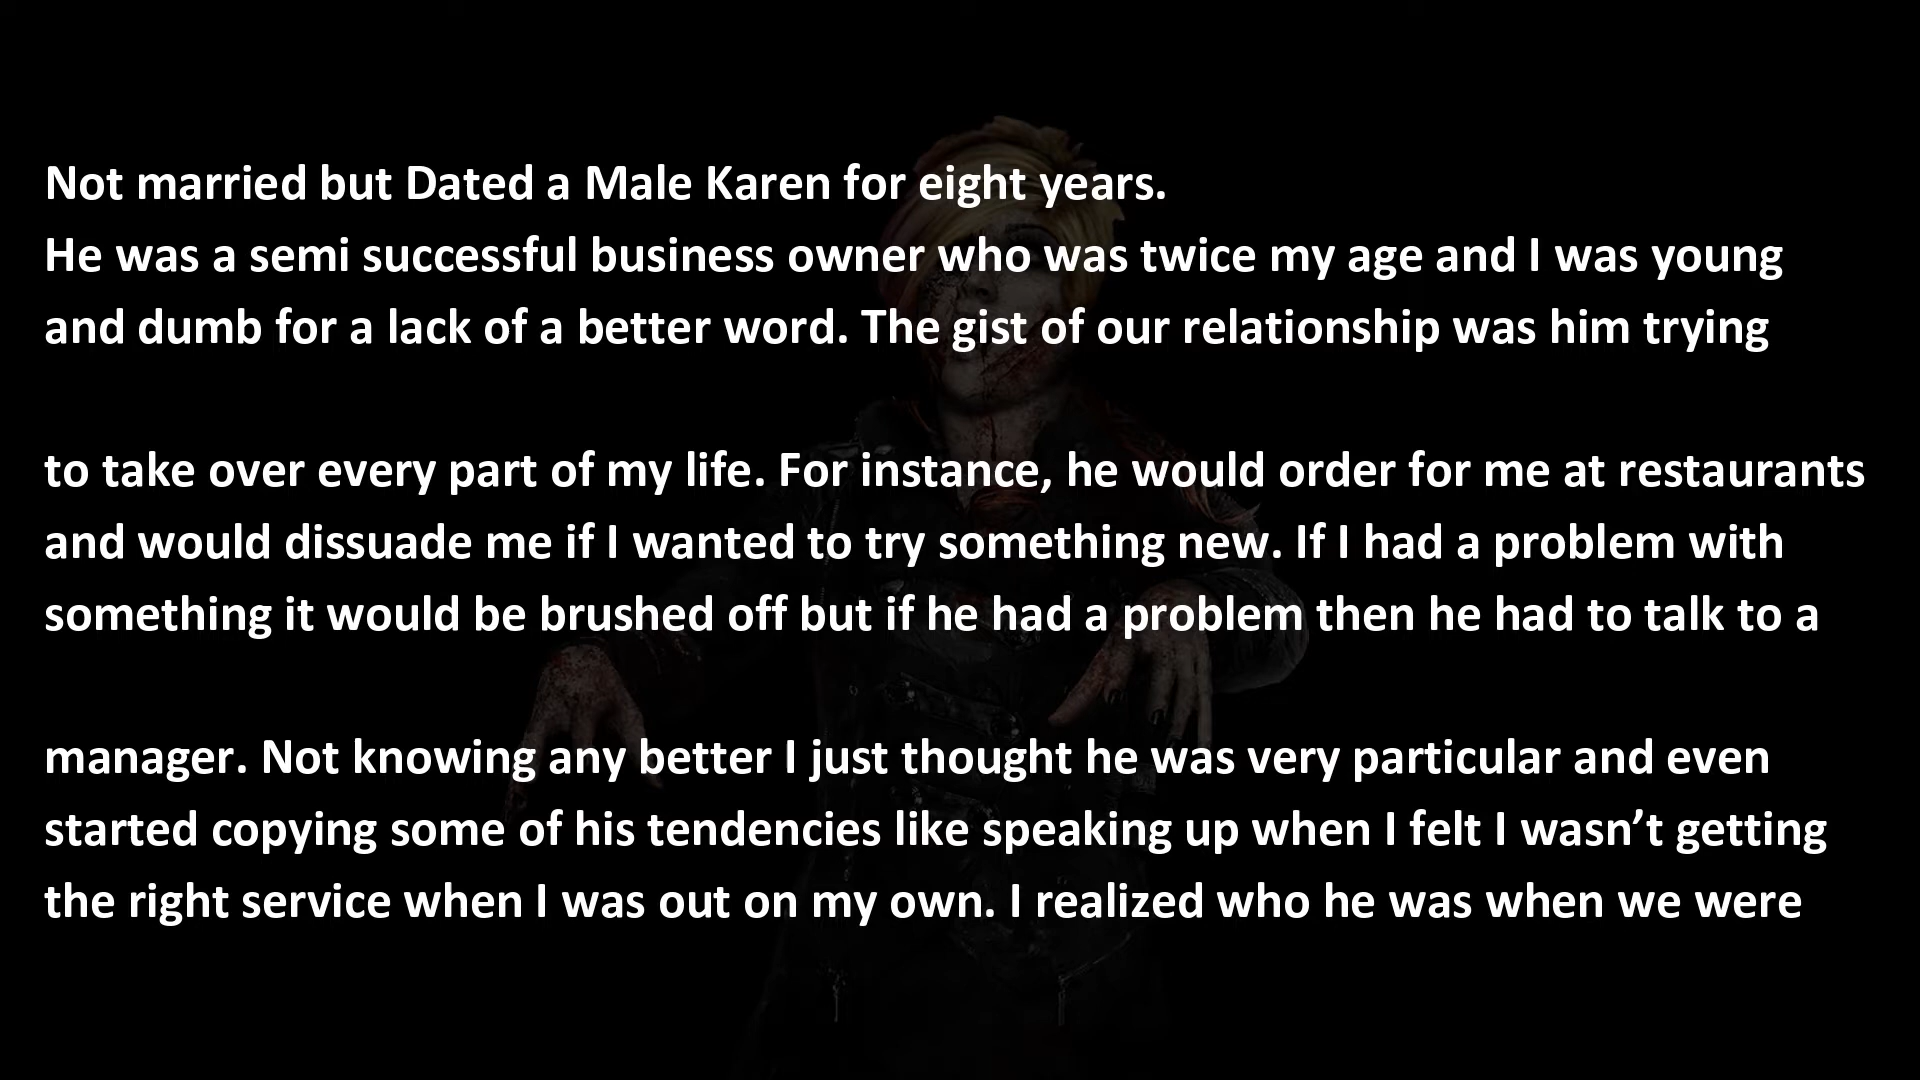 Not married but Dated a Male Karen for eight years.
He was a semi successful business owner who was twice my age and I was young
and dumb for a lack of a better word. The gist of our relationship was him trying
to take over every part of my life. For instance, he would order for me at restaurants
and would dissuade me if I wanted to try something new. If I had a problem with
something it would be brushed off but if he had a problem then he had to talk to a
manager. Not knowing any better I just thought he was very particular and even
started copying some of his tendencies like speaking up when I felt I wasn’t getting
the right service when I was out on my own. I realized who he was when we were